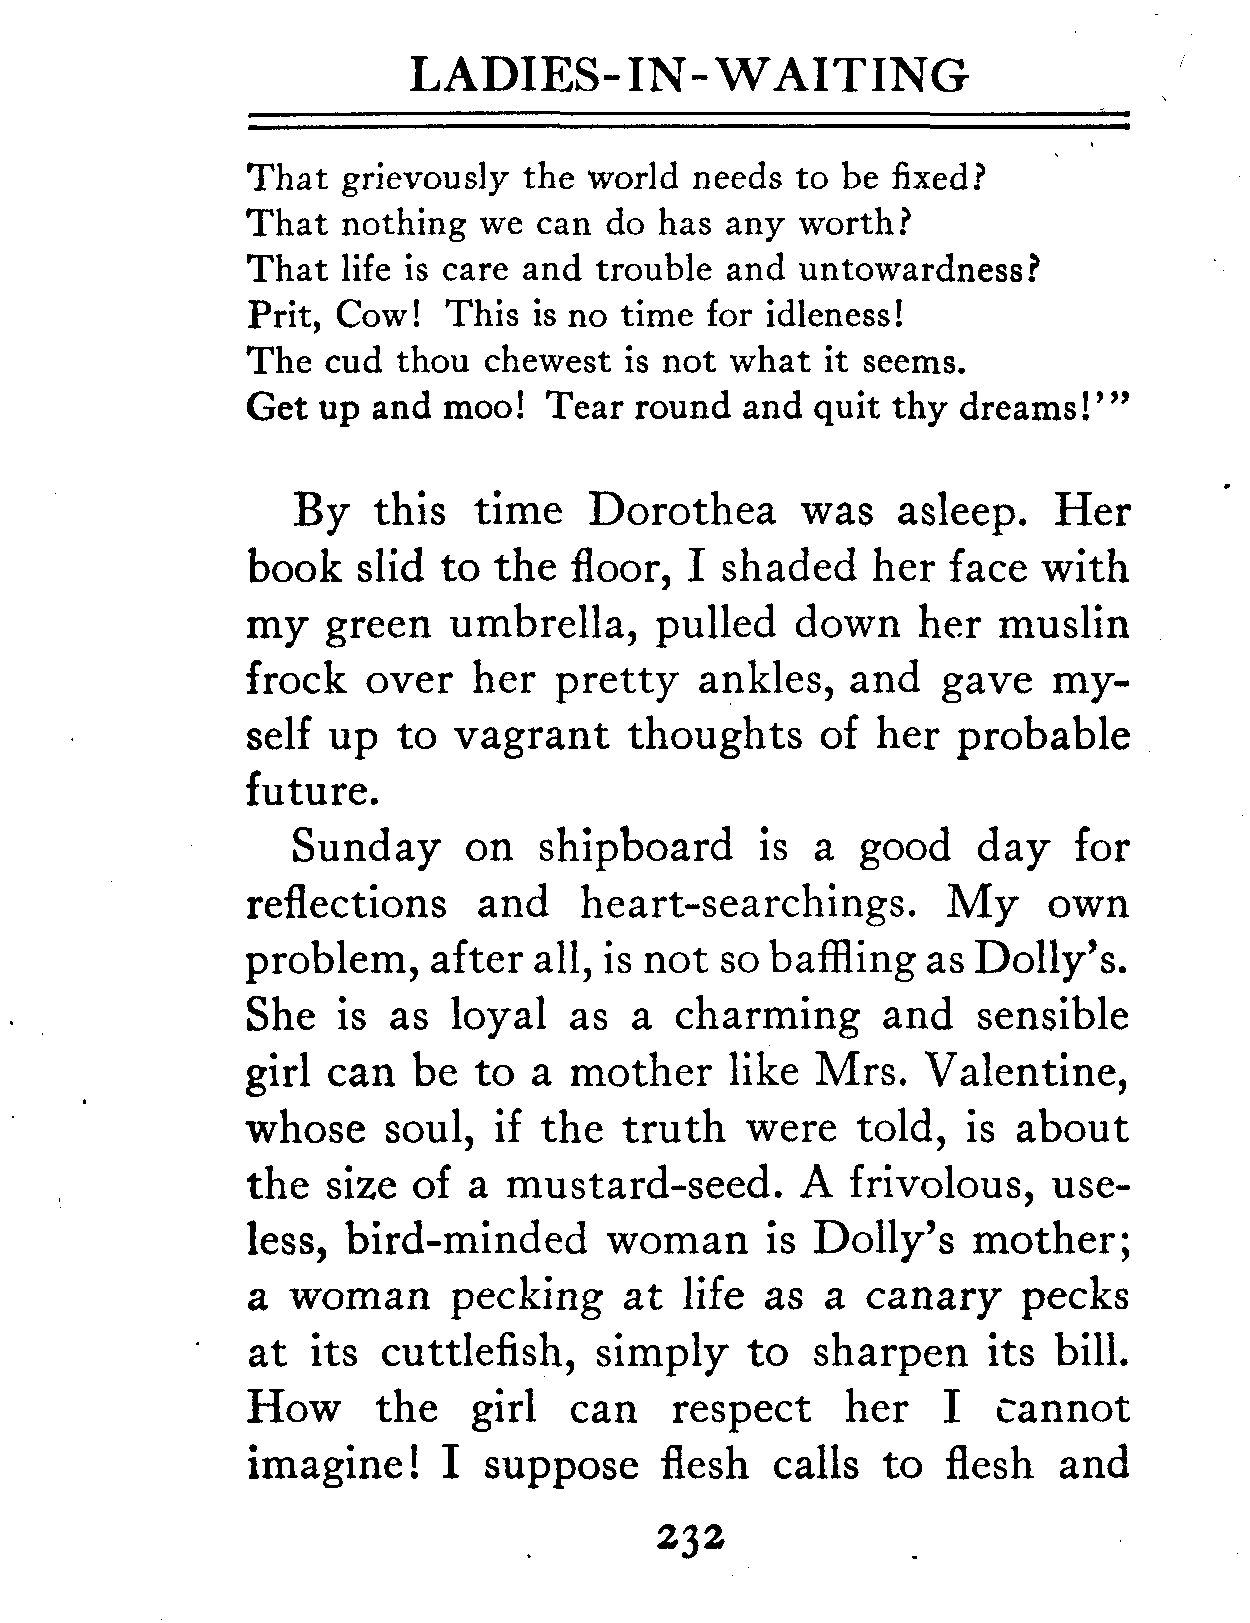 LADIES-IN-WAITING
That grievously the world needs to be fixed?
That nothing we can do has any worth?
That life is care and trouble and untowardness?
Prit, Cow! This is no time for idleness!
The cud thou chewest is not what it seems.
Get up and moo! Tear round and quit thy dreams!'"
By this time Dorothea was asleep. Her
book slid to the floor, I shaded her face with
my green umbrella, pulled down her muslin
frock over her pretty ankles, and gave my-
self up to vagrant thoughts of her probable
future.
Sunday on shipboard is a good day for
reflections and heart-searchings. My own
problem, after all, is not so baffling as Dolly's.
She is as loyal as a charming and sensible
girl can be to a mother like Mrs. Valentine,
whose soul, if the truth were told, is about
the size of a mustard-seed. A frivolous, use-
less, bird-minded woman is Dolly's mother;
a woman pecking at life as a canary pecks
at its cuttlefish, simply to sharpen its bill.
How the girl can respect her I cannot
imagine! I suppose flesh calls to flesh and
232